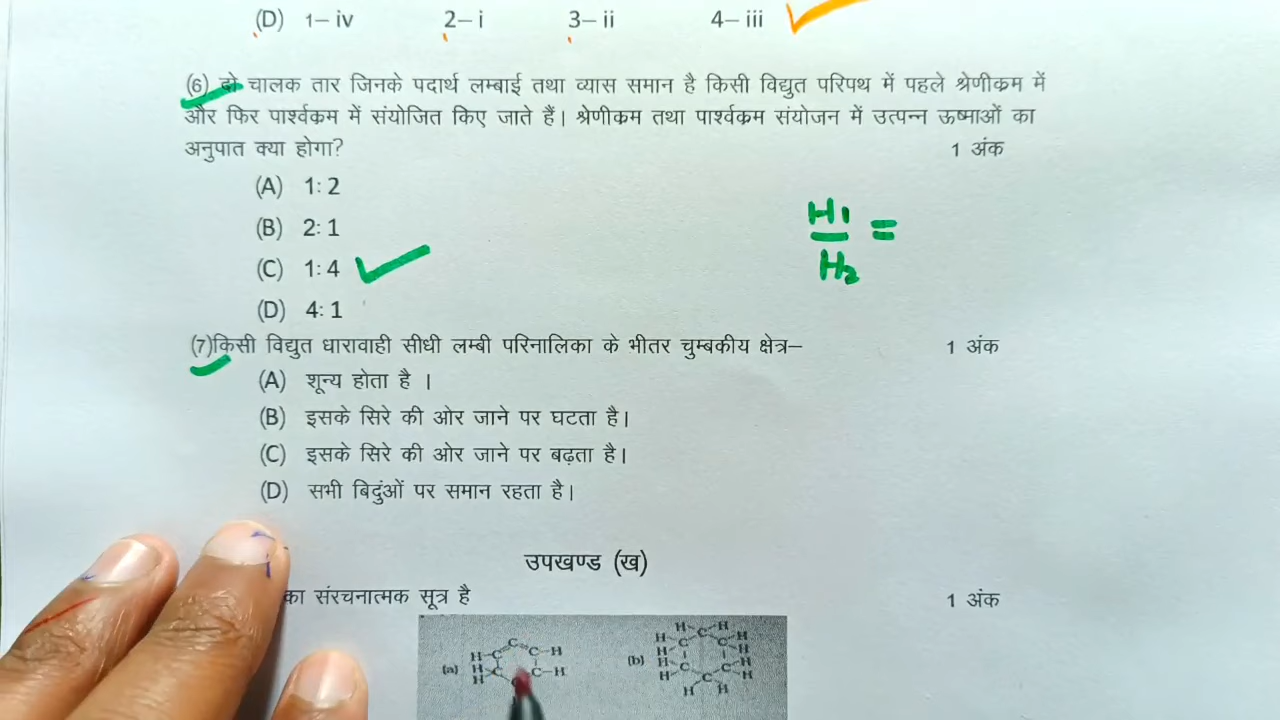 (D) 1– iv 2– i 3– ii 4– iii
(6) दो चालक तार जिनके पदार्थ लम्बाई तथा व्यास समान है किसी विद्युत परिपथ में पहले श्रेणीक्रम में
और फिर पार्श्वक्रम में संयोजित किए जाते हैं। श्रेणीक्रम तथा पार्श्वक्रम संयोजन में उत्पन्न ऊष्माओं का
अनुपात क्या होगा? 1 अंक
(A) 1: 2
(B) 2: 1
(C) 1: 4
(D) 4: 1
H1
H2 =
(7)किसी विद्युत धारावाही सीधी लम्बी परिनालिका के भीतर चुम्बकीय क्षेत्र– 1 अंक
(A) शून्य होता है ।
(B) इसके सिरे की ओर जाने पर घटता है।
(C) इसके सिरे की ओर जाने पर बढ़ता है।
(D) सभी बिदुंओं पर समान रहता है।
उपखण्ड (ख)
का संरचनात्मक सूत्र है 1 अंक
(a) (b)